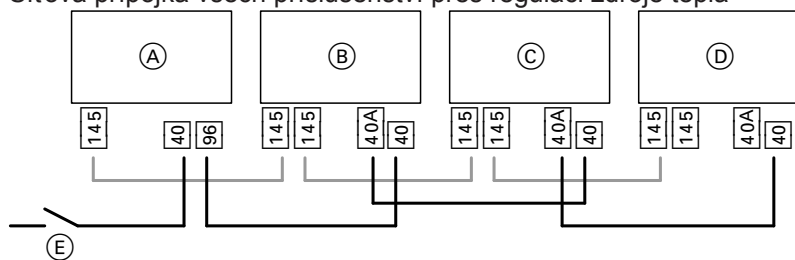 Síťová přípojka všech příslušenství přes regulaci zdroje tepla
A B C D
145 40 96 145 145 40A 40 145 145 40A 40 145 145 40A 40
E